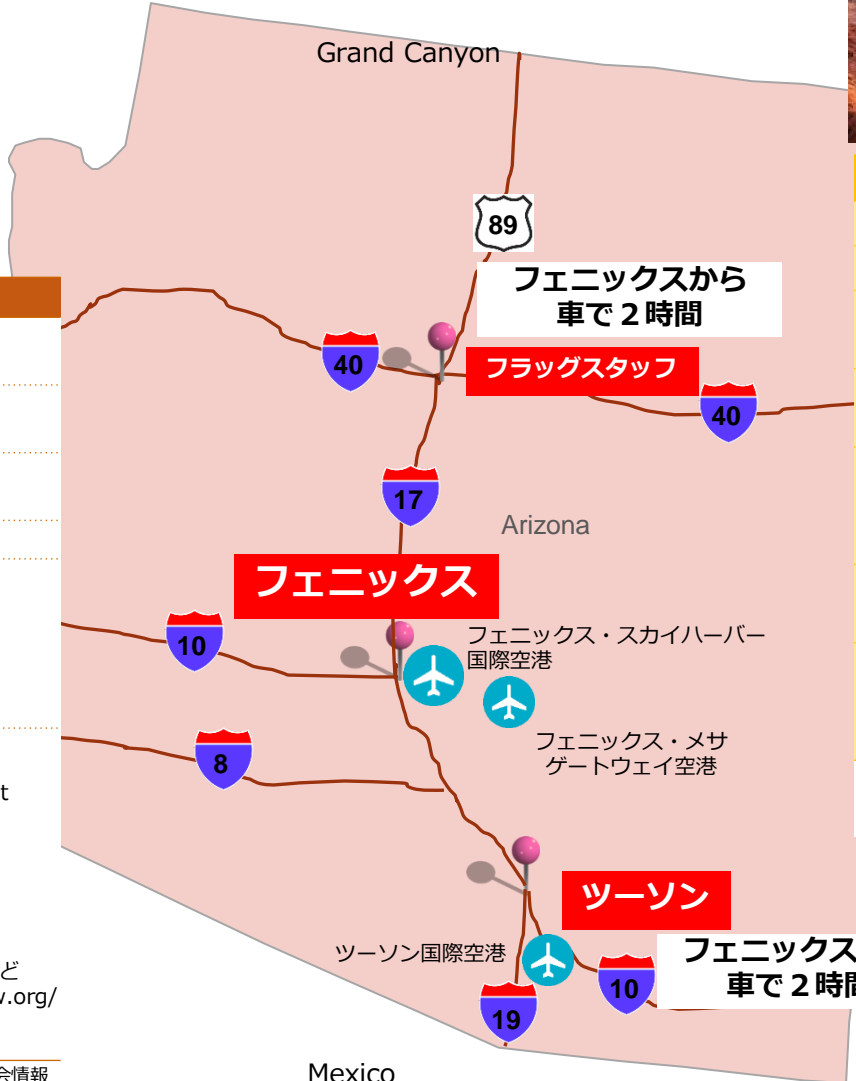 Grand Canyon
89
フェニックスから
車で２時間
40
フラッグスタッフ
40
17
Arizona
フェニックス
10
フェニックス・スカイハーバー
国際空港
フェニックス・メサ
ゲートウェイ空港
8
t
ツーソン
ツーソン国際空港
フェニックス
車で２時
10
19
ど
w.org/
Mexico
会情報